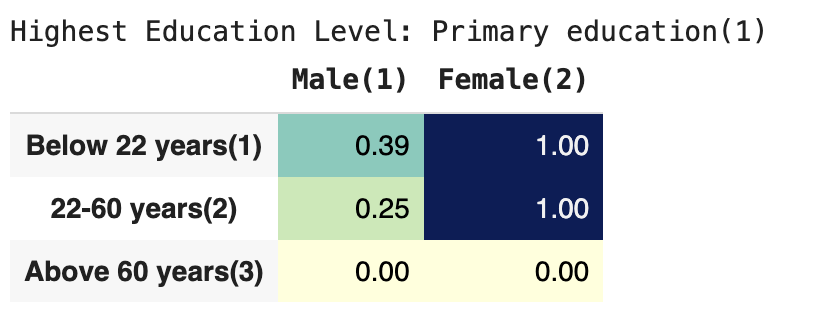 Highest Education Level: Primary education(1)
Male(1) Female(2)
Below 22 years(1) 0.39 1.00
22-60 years(2) 0.25 1.00
Above 60 years(3) 0.00 0.00